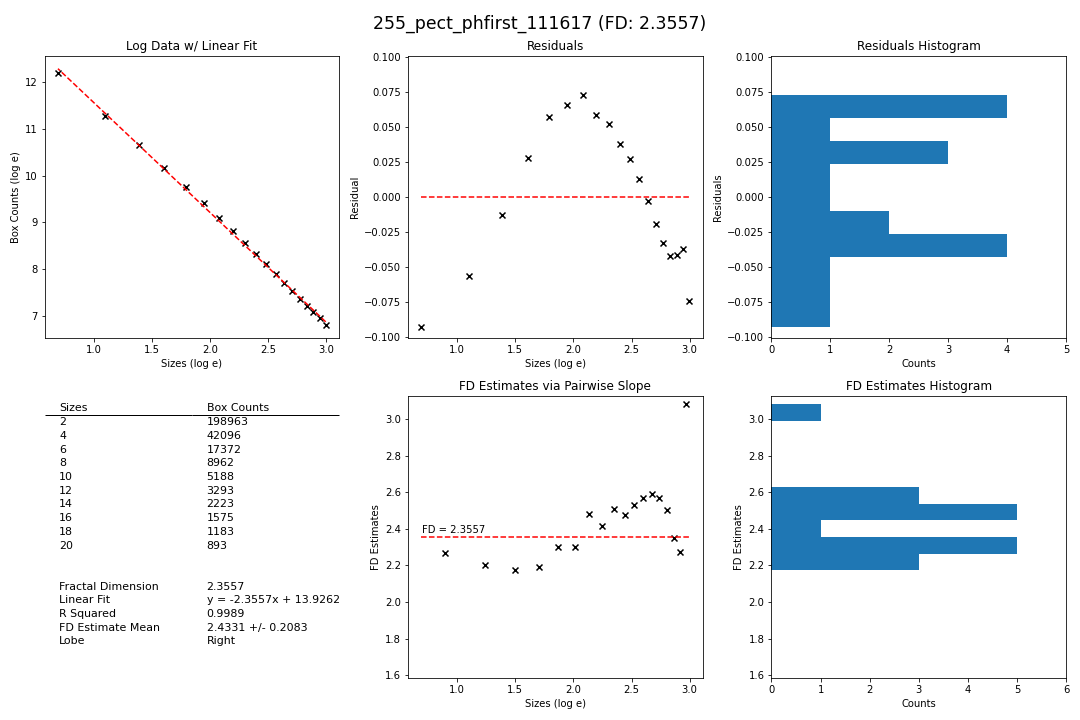 255_pect_phfirst_111617 (FD: 2.3557)
Log Data w/ Linear Fit
12
11
10
9
8
7
Box Counts (log e)
1.0 1.5 2.0 2.5 3.0
Sizes (log e)
Residuals
0.100
0.075
0.050
0.025
0.000
−0.025
−0.050
−0.075
−0.100
Residual
1.0 1.5 2.0 2.5 3.0
Sizes (log e)
Residuals Histogram
0.100
0.075
0.050
0.025
0.000
−0.025
−0.050
−0.075
−0.100
Residuals
0 1 2 3 4 5
Counts
Sizes Box Counts
2 198963
4 42096
6 17372
8 8962
10 5188
12 3293
14 2223
16 1575
18 1183
20 893
Fractal Dimension 2.3557
Linear Fit y = -2.3557x + 13.9262
R Squared 0.9989
FD Estimate Mean 2.4331 +/- 0.2083
Lobe Right
FD Estimates via Pairwise Slope
3.0
2.8
2.6
2.4
2.2
2.0
1.8
1.6
FD Estimates
FD = 2.3557
1.0 1.5 2.0 2.5 3.0
Sizes (log e)
FD Estimates Histogram
3.0
2.8
2.6
2.4
2.2
2.0
1.8
1.6
FD Estimates
0 1 2 3 4 5 6
Counts